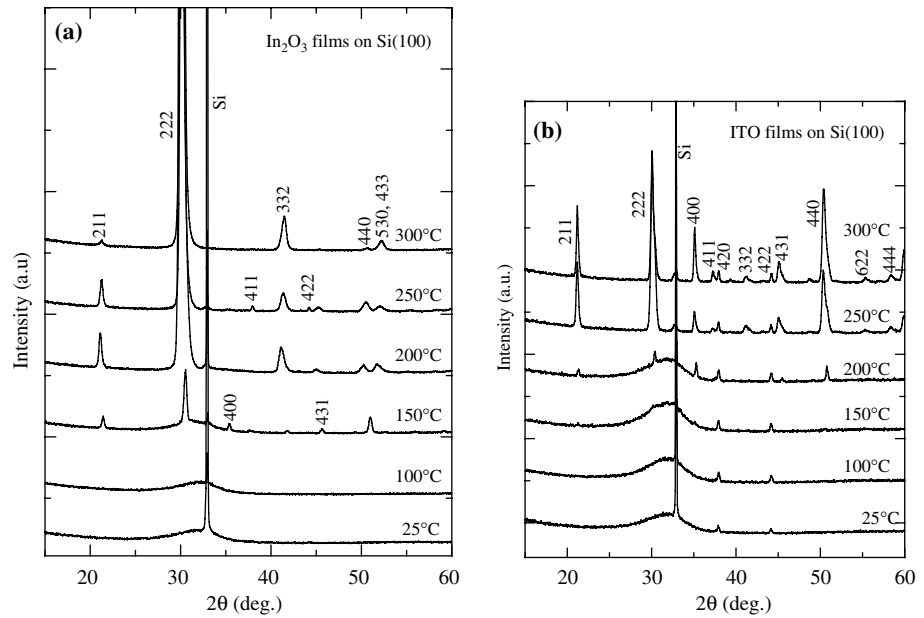 (a)
In₂O₃ films on Si(100)
Si
222
211
332
440
530, 433
300°C
411
422
250°C
200°C
400
431
150°C
100°C
25°C
Intensity (a.u)
20 30 40 50 60
2θ (deg.)
(b)
ITO films on Si(100)
Si
211
222
400
411
420
332
422
431
440
622
444
300°C
250°C
200°C
150°C
100°C
25°C
Intensity (a.u.)
20 30 40 50 60
2θ (deg.)